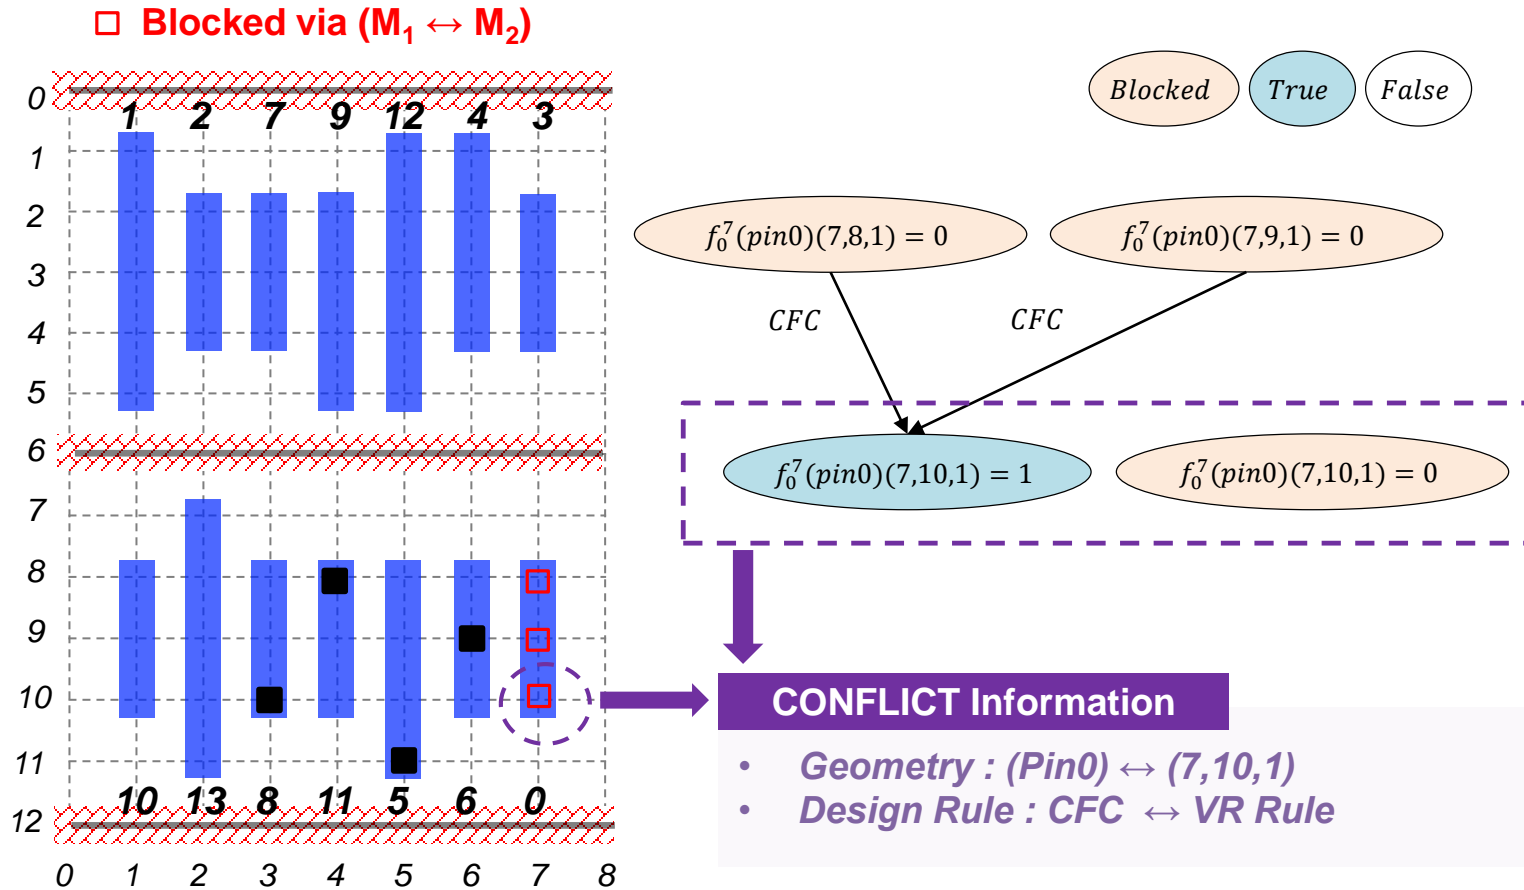 □ Blocked via (M₁ ↔ M₂)
Blocked True False
0
1 2 7 9 12 4 3
1
2
3
4
5
6
7
8
9
10
11
10 13 8 11 5 6 0
12
0 1 2 3 4 5 6 7 8
f₀⁷(pin0)(7,8,1) = 0
f₀⁷(pin0)(7,9,1) = 0
CFC
CFC
f₀⁷(pin0)(7,10,1) = 1
f₀⁷(pin0)(7,10,1) = 0
CONFLICT Information
• Geometry : (Pin0) ↔ (7,10,1)
• Design Rule : CFC ↔ VR Rule